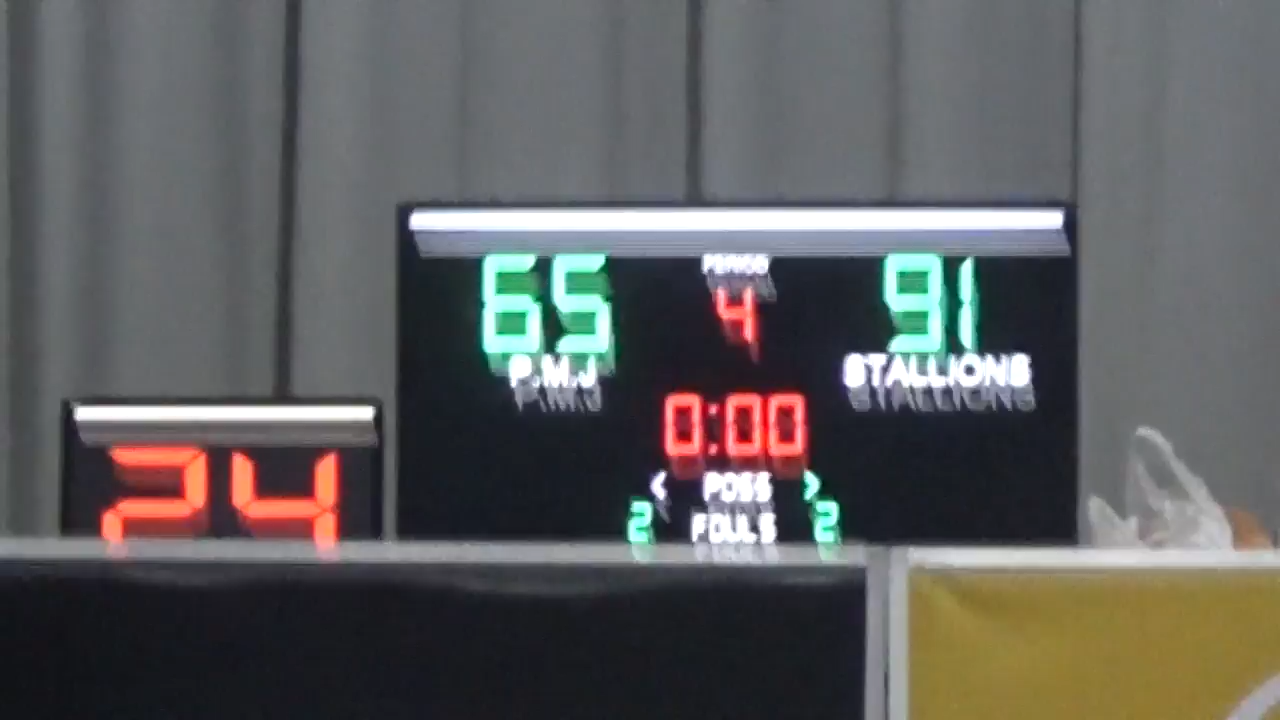 65 PERIOD 91
4
P.M.J STALLIONS
0:00
24
< POSS >
2 FOULS 2